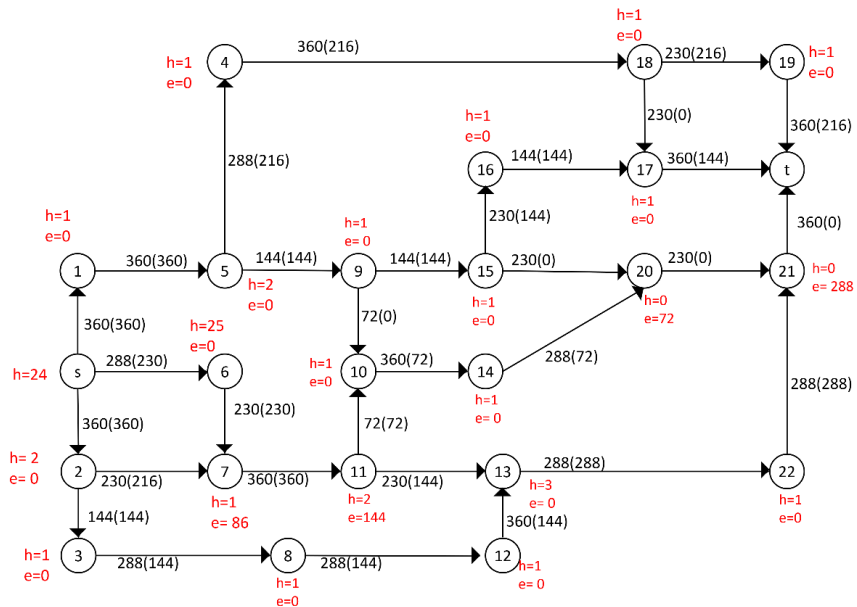 h=1
e=0
360(216)
h=1
e=0
4
18
230(216)
19
h=1
e=0
230(0)
360(216)
288(216)
h=1
e=0
16
144(144)
17
360(144)
t
h=1
e=0
230(144)
360(0)
h=1
e=0
1
360(360)
5
144(144)
h=1
e= 0
9
144(144)
15
230(0)
20
230(0)
21
h=2
e=0
h=1
e=0
h=0
e=72
h=0
e= 288
360(360)
h=25
e=0
72(0)
h=24
s
288(230)
6
h=1
e=0
10
360(72)
14
288(72)
h=1
e= 0
360(360)
230(230)
72(72)
288(288)
h= 2
e= 0
2
230(216)
7
360(360)
11
230(144)
13
288(288)
22
h=1
e= 86
h=2
e=144
h=3
e= 0
h=1
e=0
144(144)
360(144)
h=1
e=0
3
288(144)
8
288(144)
12
h=1
e=0
h=1
e= 0